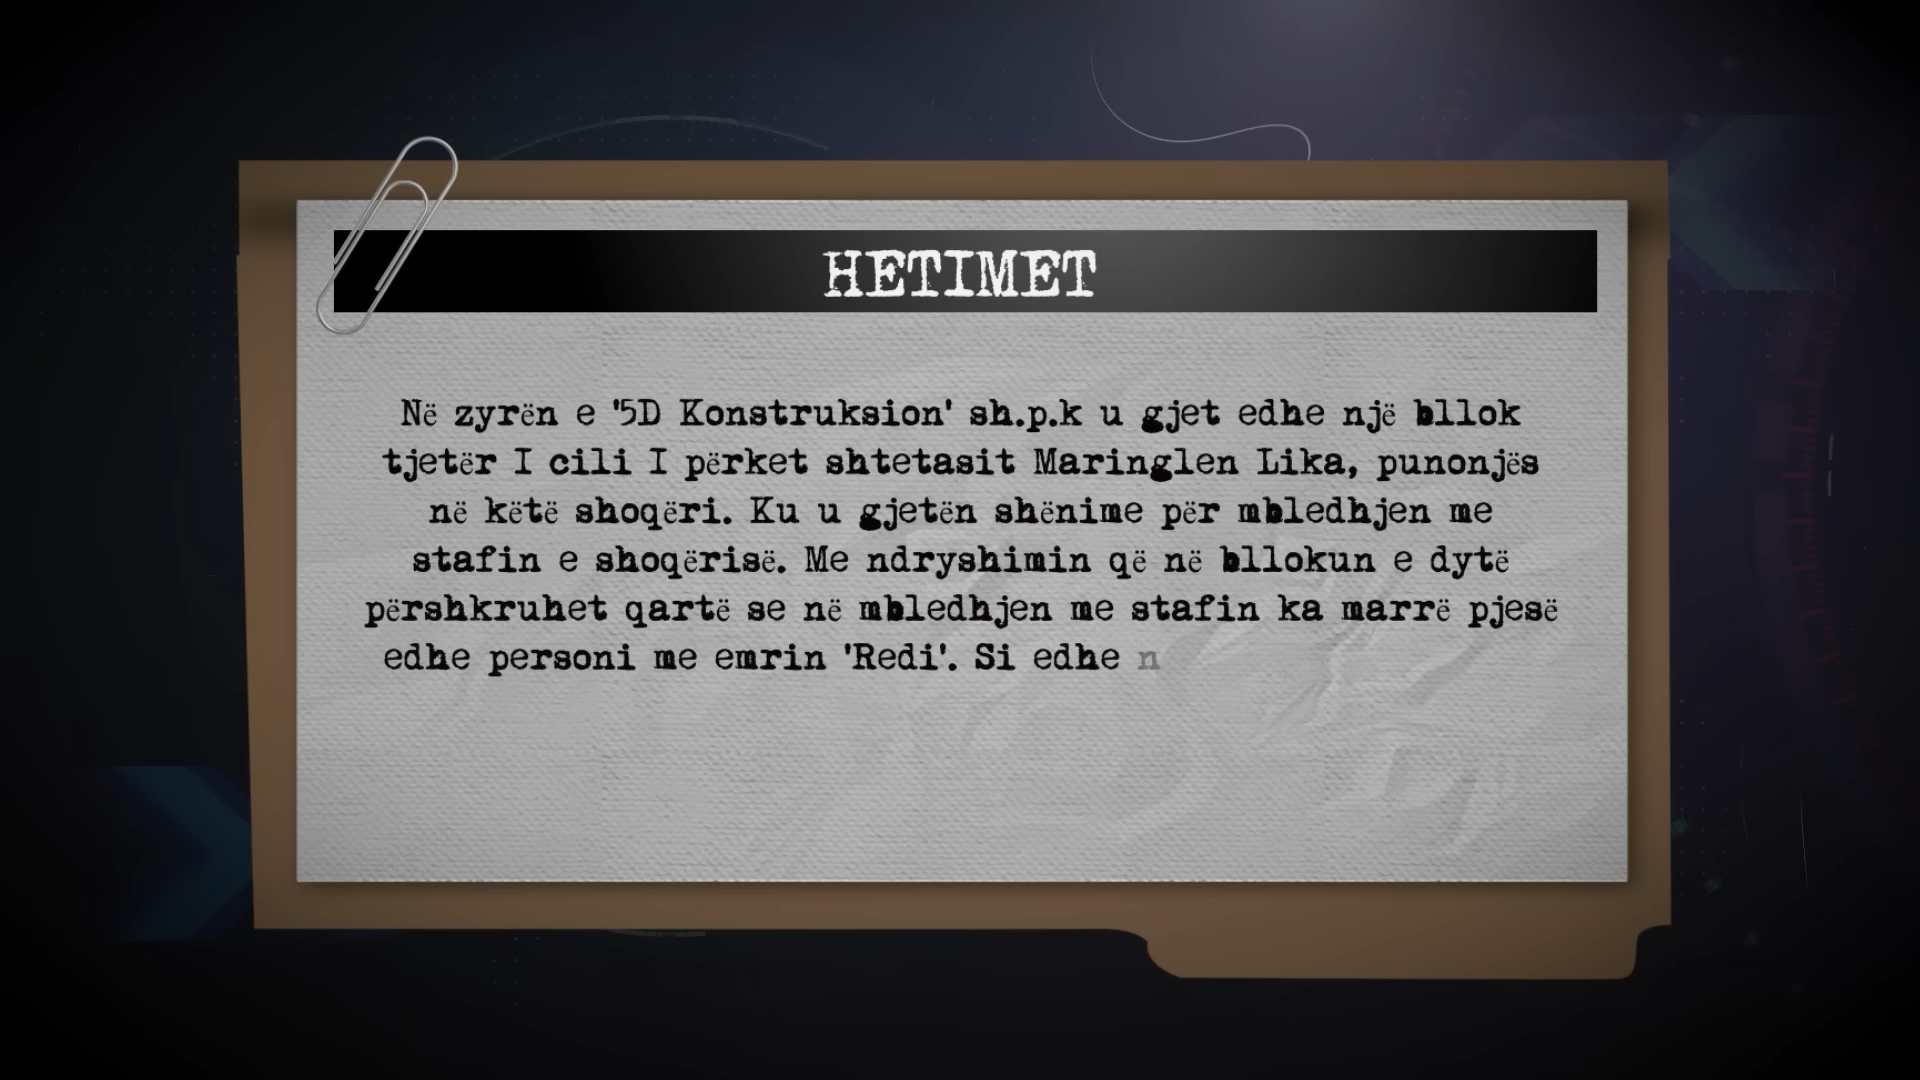 HETIMET
Në zyrën e '5D Konstruksion' sh.p.k u gjet edhe një bllok
tjetër I cili I përket shtetasit Maringlen Lika, punonjës
në këtë shoqëri. Ku u gjetën shënime për mbledhjen me
stafin e shoqërisë. Me ndryshimin që në bllokun e dytë
përshkruhet qartë se në mbledhjen me stafin ka marrë pjesë
edhe personi me emrin 'Redi'. Si edhe n